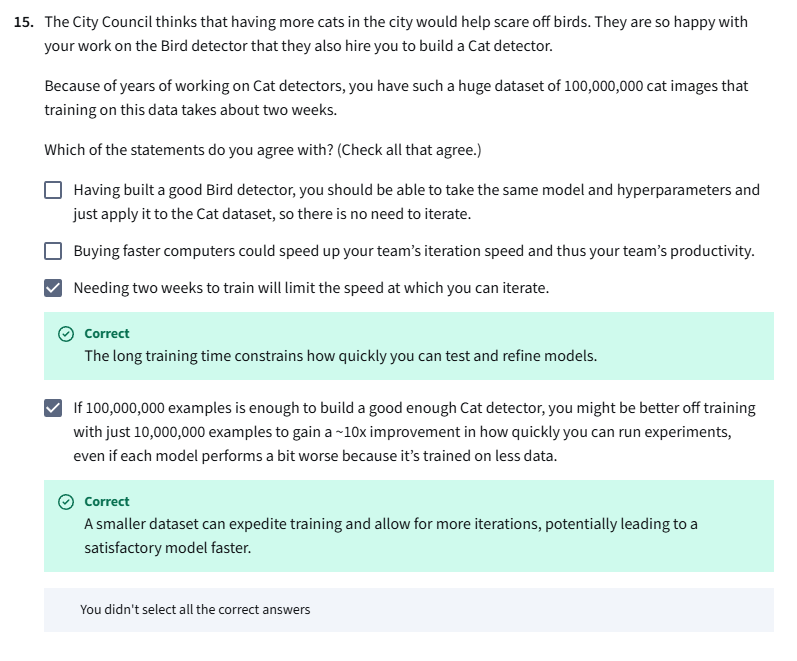 15. The City Council thinks that having more cats in the city would help scare off birds. They are so happy with
your work on the Bird detector that they also hire you to build a Cat detector.
Because of years of working on Cat detectors, you have such a huge dataset of 100,000,000 cat images that
training on this data takes about two weeks.
Which of the statements do you agree with? (Check all that agree.)
Having built a good Bird detector, you should be able to take the same model and hyperparameters and
just apply it to the Cat dataset, so there is no need to iterate.
Buying faster computers could speed up your team's iteration speed and thus your team's productivity.
Needing two weeks to train will limit the speed at which you can iterate.
Correct
The long training time constrains how quickly you can test and refine models.
If 100,000,000 examples is enough to build a good enough Cat detector, you might be better off training
with just 10,000,000 examples to gain a ~10x improvement in how quickly you can run experiments,
even if each model performs a bit worse because it's trained on less data.
Correct
A smaller dataset can expedite training and allow for more iterations, potentially leading to a
satisfactory model faster.
You didn't select all the correct answers